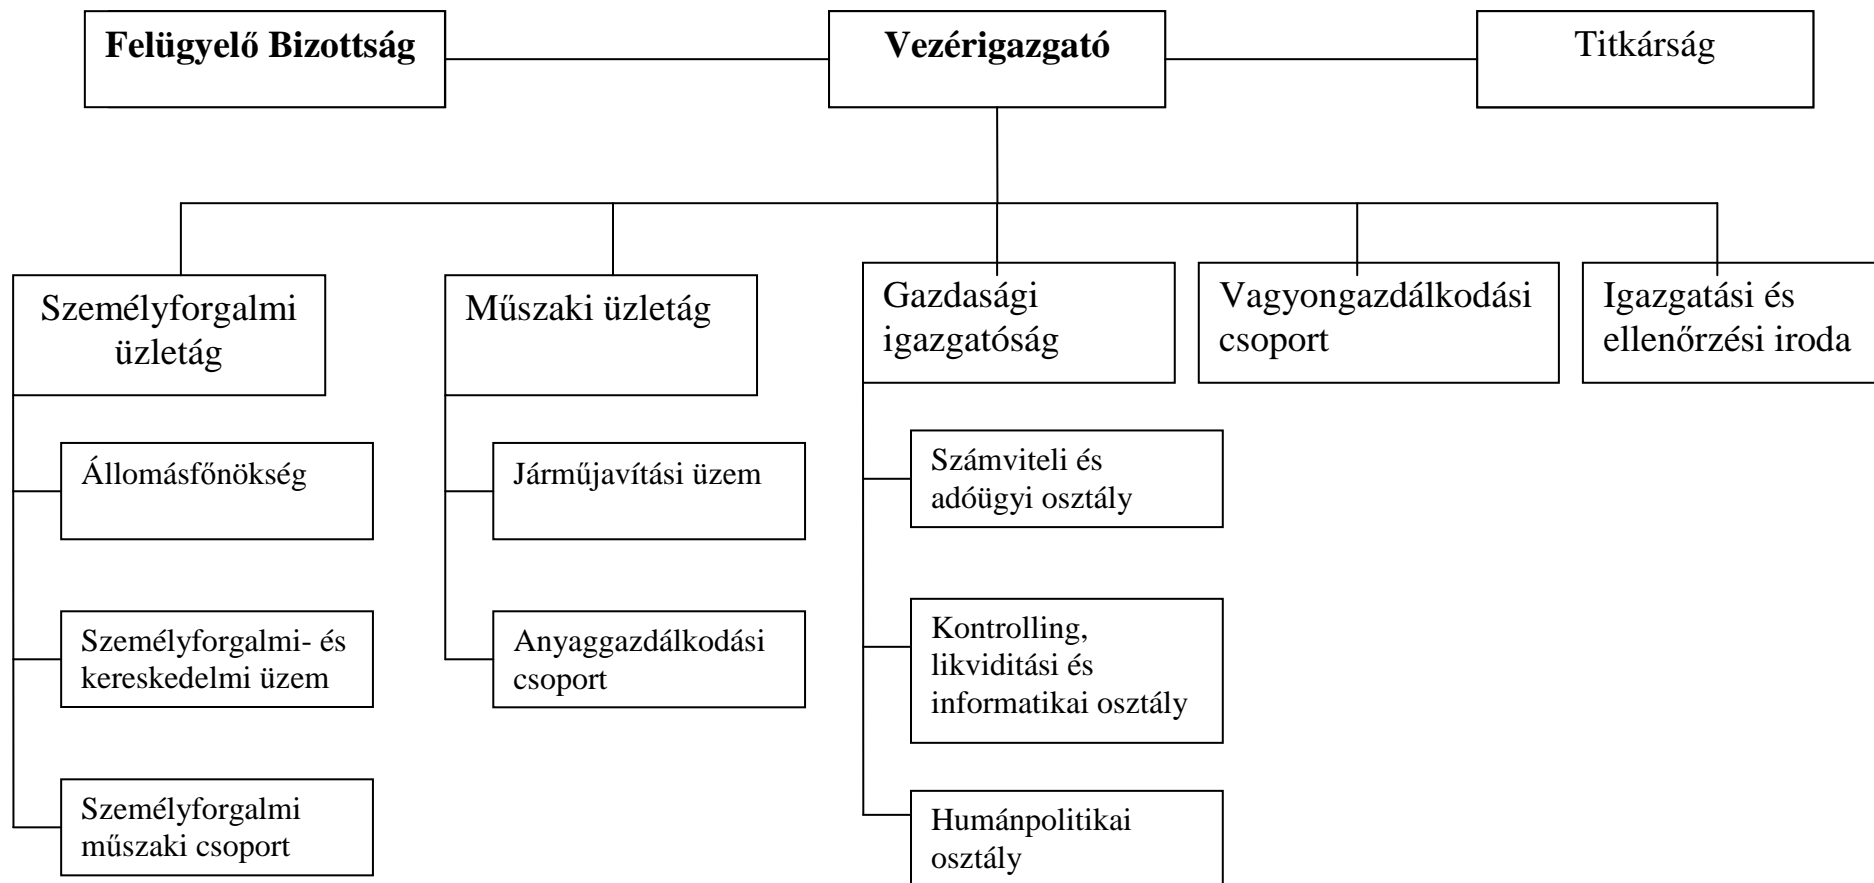 Felügyelő Bizottság
Vezérigazgató
Titkárság
Személyforgalmi
üzletág
Műszaki üzletág
Gazdasági
igazgatóság
Vagyongazdálkodási
csoport
Igazgatási és
ellenőrzési iroda
Állomásfőnökség
Személyforgalmi- és
kereskedelmi üzem
Személyforgalmi
műszaki csoport
Járműjavítási üzem
Anyaggazdálkodási
csoport
Számviteli és
adóügyi osztály
Kontrolling,
likviditási és
informatikai osztály
Humánpolitikai
osztály